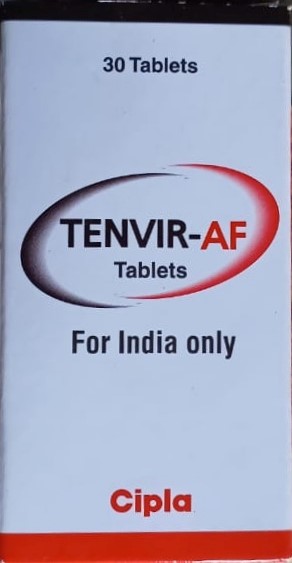 30 Tablets
TENVIR-AF
Tablets
For India only
Cipla